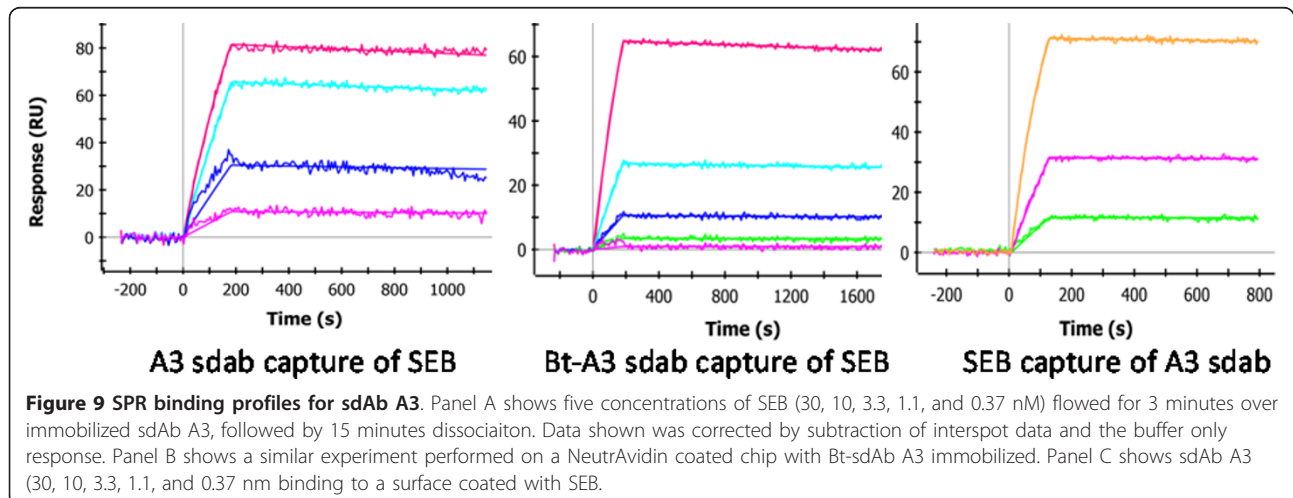 80
60
40
20
0
Response (RU)
-200 0 200 400 600 800 1000
Time (s)
A3 sdab capture of SEB
60
40
20
0
0 400 800 1200 1600
Time (s)
Bt-A3 sdab capture of SEB
60
40
20
0
-200 0 200 400 600 800
Time (s)
SEB capture of A3 sdab
Figure 9 SPR binding profiles for sdAb A3. Panel A shows five concentrations of SEB (30, 10, 3.3, 1.1, and 0.37 nM) flowed for 3 minutes over
immobilized sdAb A3, followed by 15 minutes dissociaiton. Data shown was corrected by subtraction of interspot data and the buffer only
response. Panel B shows a similar experiment performed on a NeutrAvidin coated chip with Bt-sdAb A3 immobilized. Panel C shows sdAb A3
(30, 10, 3.3, 1.1, and 0.37 nm binding to a surface coated with SEB.